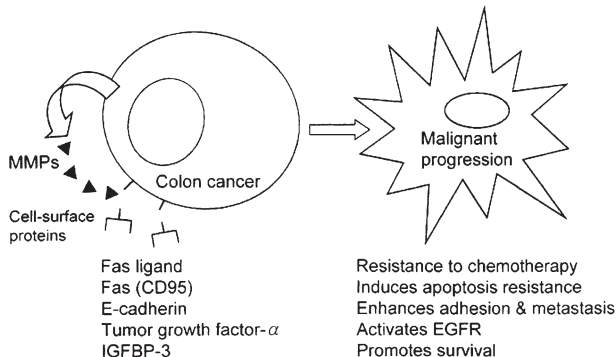 MMPs
Colon cancer
Cell-surface
proteins
Fas ligand
Fas (CD95)
E-cadherin
Tumor growth factor-α
IGFBP-3
Malignant
progression
Resistance to chemotherapy
Induces apoptosis resistance
Enhances adhesion & metastasis
Activates EGFR
Promotes survival